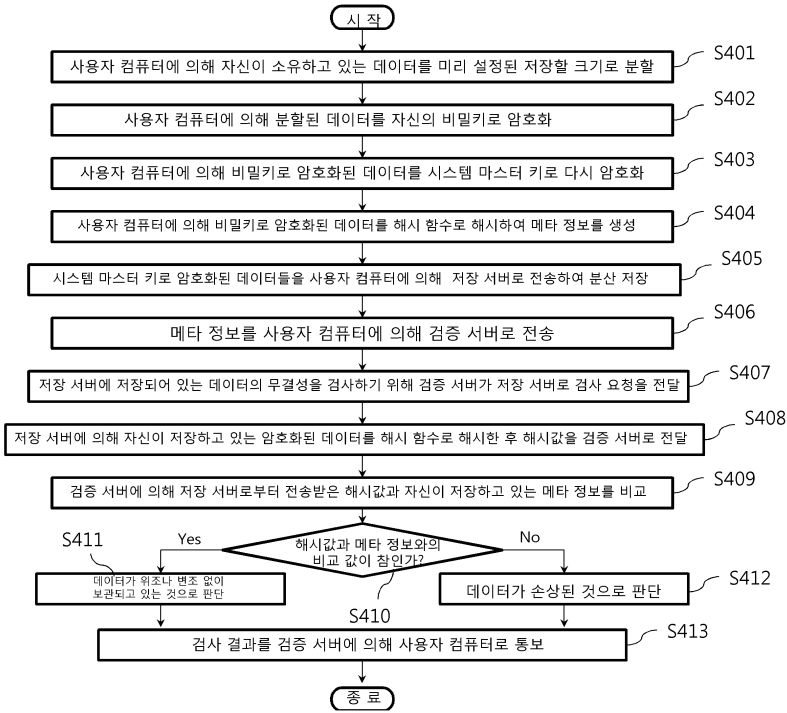 시 작
사용자 컴퓨터에 의해 자신이 소유하고 있는 데이터를 미리 설정된 저장할 크기로 분할
S401
사용자 컴퓨터에 의해 분할된 데이터를 자신의 비밀키로 암호화
S402
사용자 컴퓨터에 의해 비밀키로 암호화된 데이터를 시스템 마스터 키로 다시 암호화
S403
사용자 컴퓨터에 의해 비밀키로 암호화된 데이터를 해시 함수로 해시하여 메타 정보를 생성
S404
시스템 마스터 키로 암호화된 데이터들을 사용자 컴퓨터에 의해 저장 서버로 전송하여 분산 저장
S405
메타 정보를 사용자 컴퓨터에 의해 검증 서버로 전송
S406
저장 서버에 저장되어 있는 데이터의 무결성을 검사하기 위해 검증 서버가 저장 서버로 검사 요청을 전달
S407
저장 서버에 의해 자신이 저장하고 있는 암호화된 데이터를 해시 함수로 해시한 후 해시값을 검증 서버로 전달
S408
검증 서버에 의해 저장 서버로부터 전송받은 해시값과 자신이 저장하고 있는 메타 정보를 비교
S409
해시값과 메타 정보와의
비교 값이 참인가?
S410
Yes
No
S411
데이터가 위조나 변조 없이
보관되고 있는 것으로 판단
데이터가 손상된 것으로 판단
S412
검사 결과를 검증 서버에 의해 사용자 컴퓨터로 통보
S413
종 료